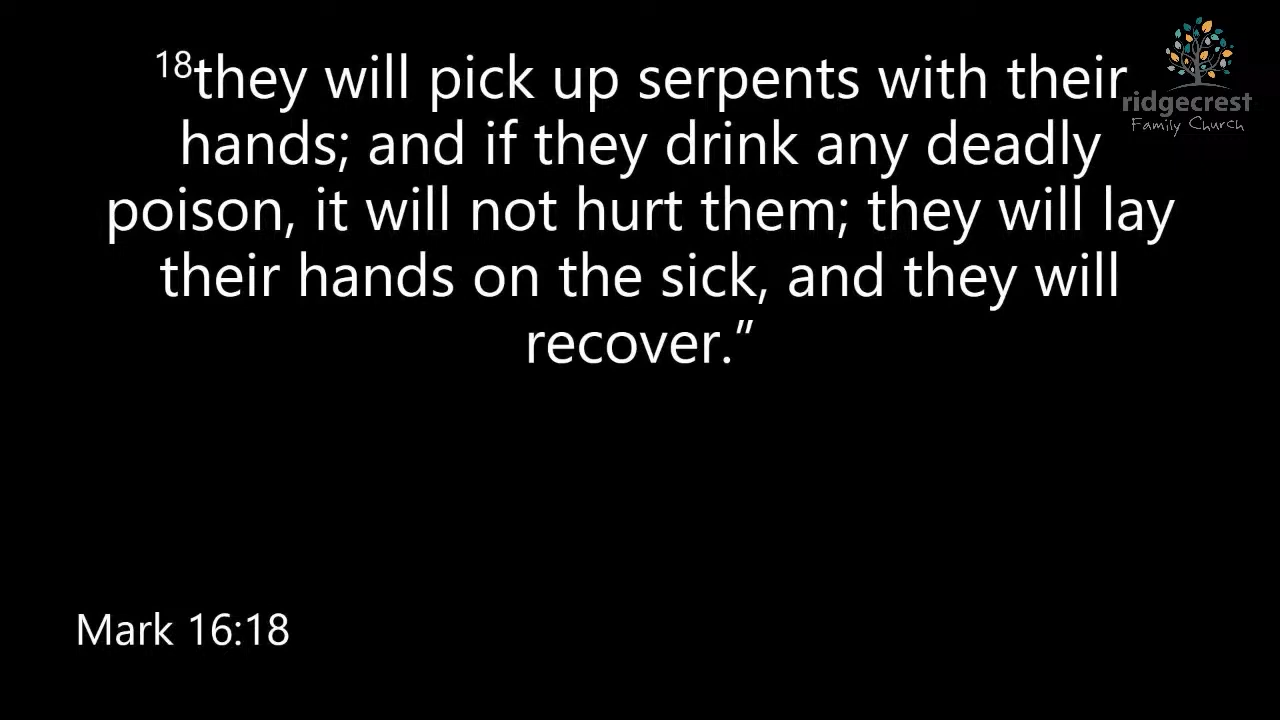 ¹⁸they will pick up serpents with their
hands; and if they drink any deadly
poison, it will not hurt them; they will lay
their hands on the sick, and they will
recover.”
Mark 16:18
ridgecrest
Family Church